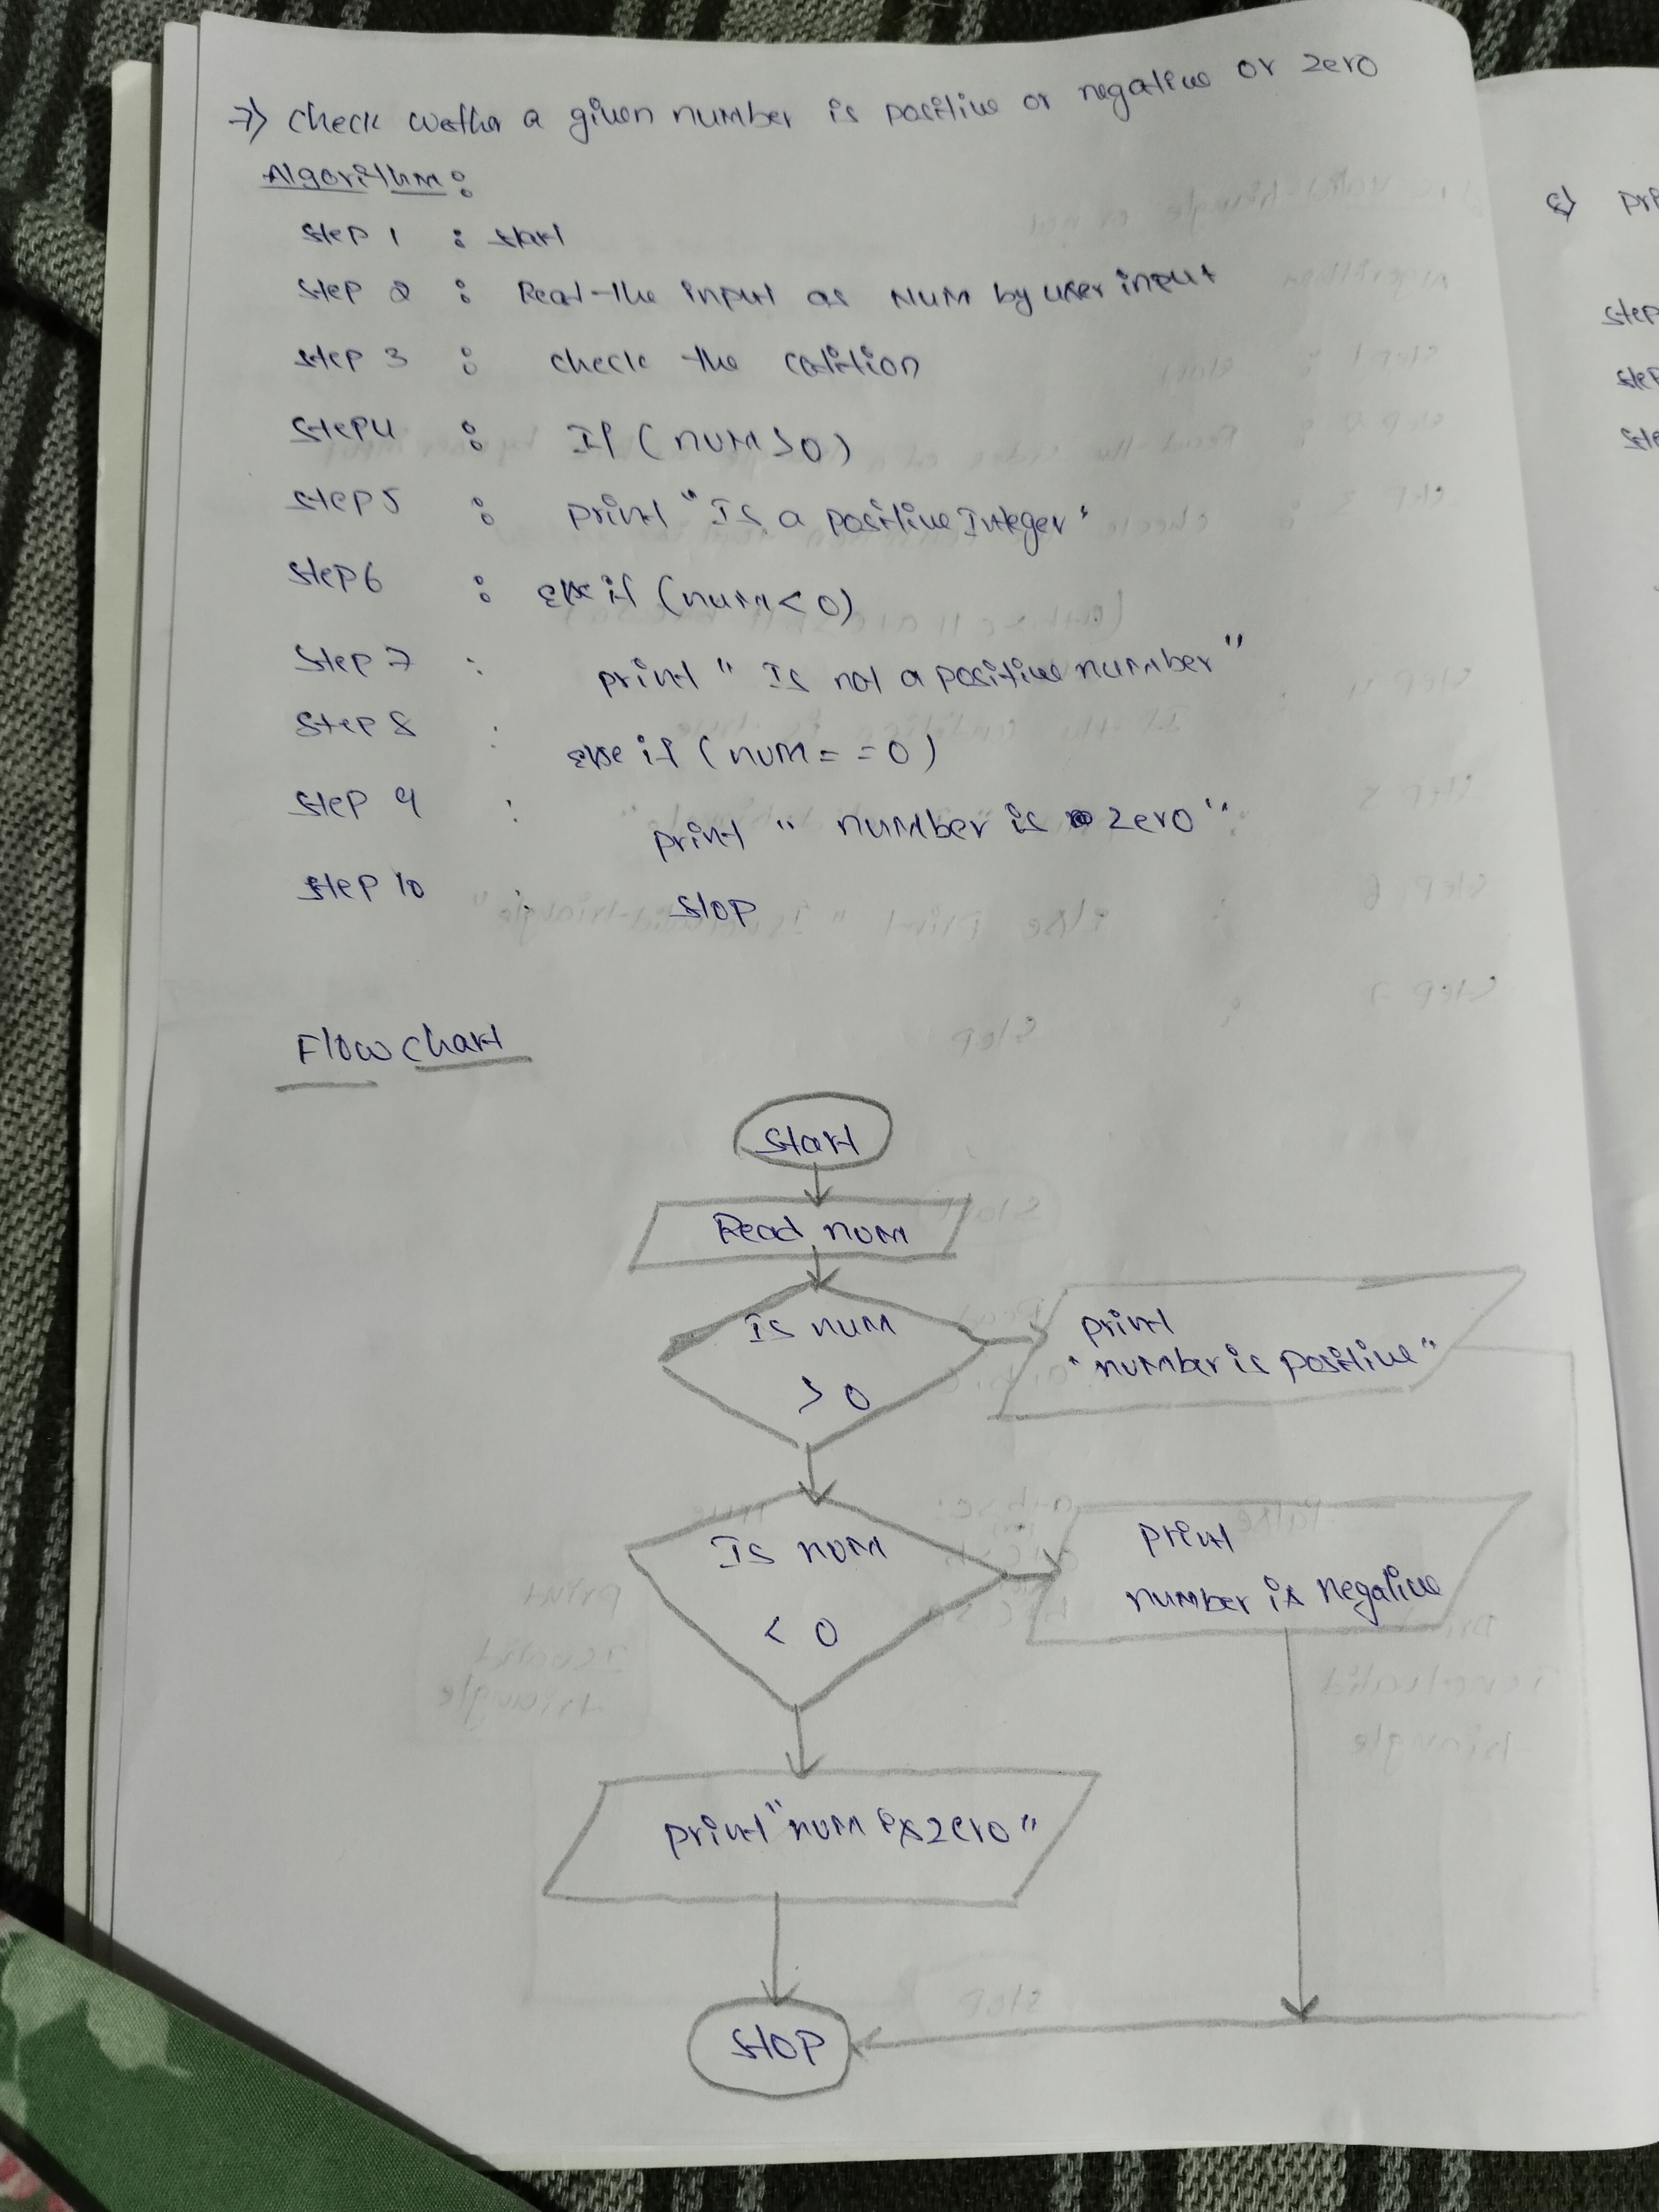 7) check wether a given number is positive or negative or zero
Algorithm :
Step 1 : start
Step 2 : Read the input as NUM by user input
Step 3 : check the
Step 4 : If (num > 0)
Step 5 : print "Is a positive Integer"
Step 6 : else if (num < 0)
Step 7 : print "Is not a positive number"
Step 8 : else if (num = = 0)
Step 9 : print "number is zero"
Step 10 : stop
Flow chart
start
Read num
Is num
> 0
print
"number is positive"
Is num
< 0
print
number is negative
print "num is zero"
stop
8) pri
step
step
ste